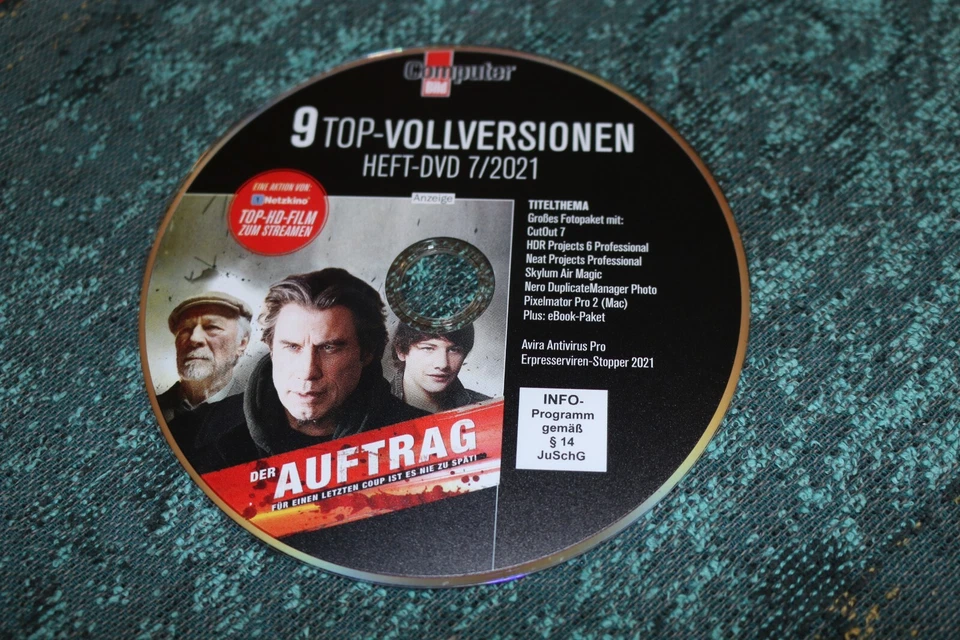 Computer
Bild
9 TOP-VOLLVERSIONEN
HEFT-DVD 7/2021
EINE AKTION VON:
Netzkino
TOP-HD-FILM
ZUM STREAMEN
Anzeige
DER AUFTRAG
FÜR EINEN LETZTEN COUP IST ES NIE ZU SPÄT!
TITELTHEMA
Großes Fotopaket mit:
CutOut 7
HDR Projects 6 Professional
Neat Projects Professional
Skylum Air Magic
Nero DuplicateManager Photo
Pixelmator Pro 2 (Mac)
Plus: eBook-Paket
Avira Antivirus Pro
Erpresserviren-Stopper 2021
INFO-
Programm
gemäß
§ 14
JuSchG